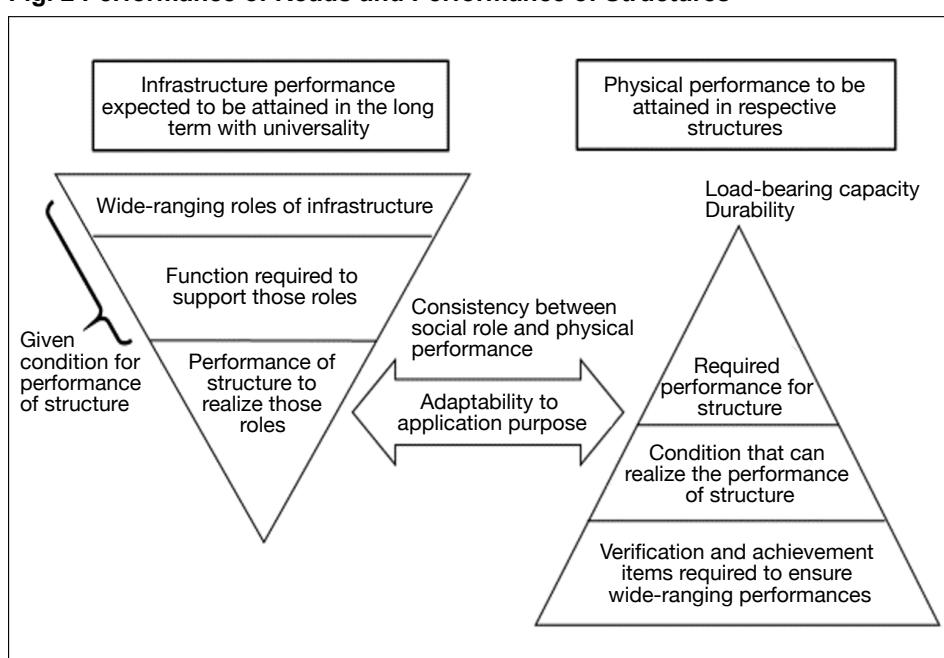 Fig. 2 Performance of Roads and Performance of Structures
Infrastructure performance
expected to be attained in the long
term with universality
Physical performance to be
attained in respective
structures
Wide-ranging roles of infrastructure
Function required to
support those roles
Performance of
structure to
realize those
roles
Given
condition for
performance
of structure
Consistency between
social role and physical
performance
Adaptability to
application purpose
Load-bearing capacity
Durability
Required
performance for
structure
Condition that can
realize the performance
of structure
Verification and achievement
items required to ensure
wide-ranging performances